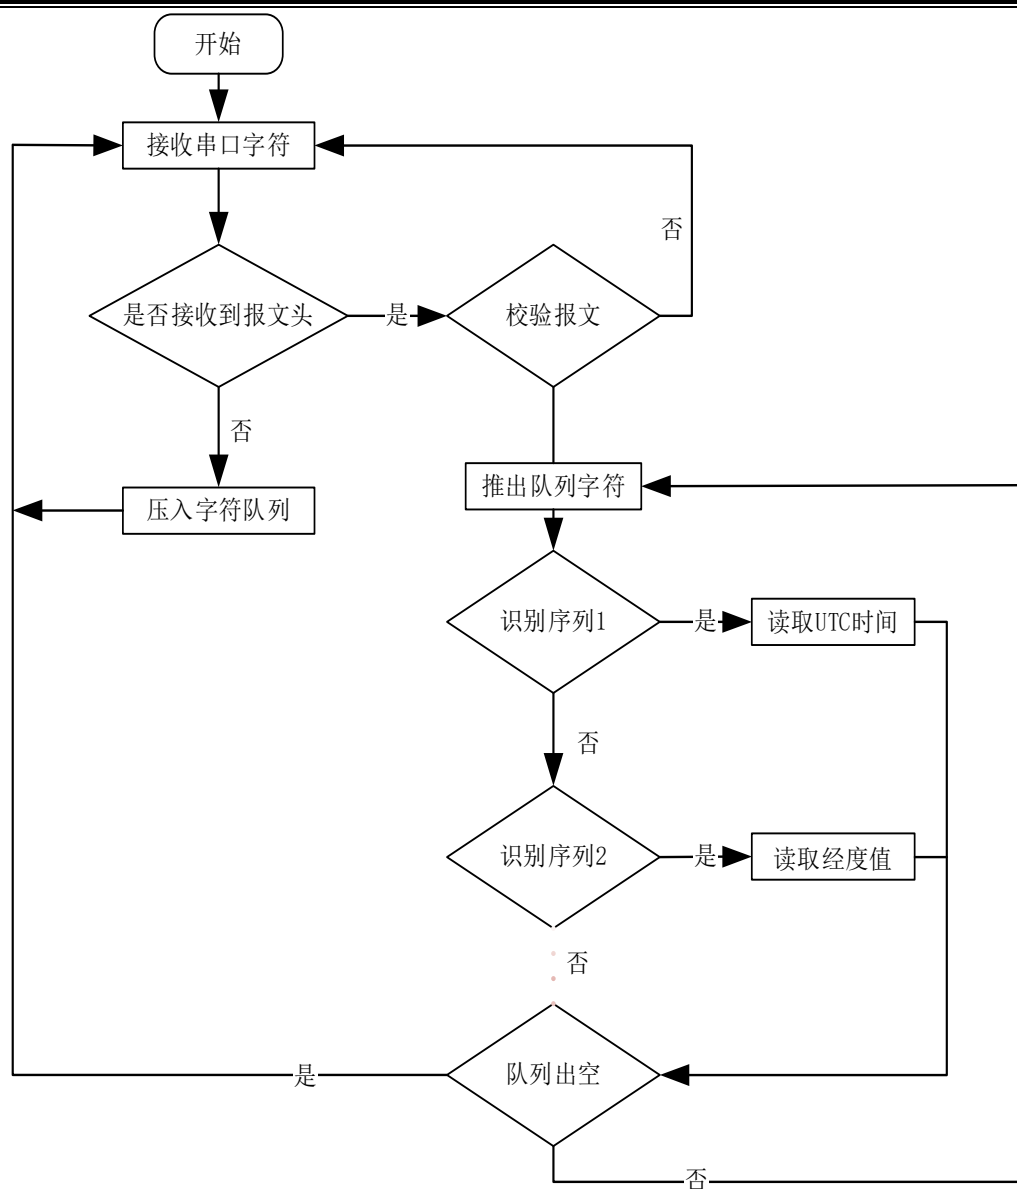 开始
接收串口字符
否
是否接收到报文头
是
校验报文
否
压入字符队列
推出队列字符
识别序列1
是
读取UTC时间
否
识别序列2
是
读取经度值
否
队列出空
是
否